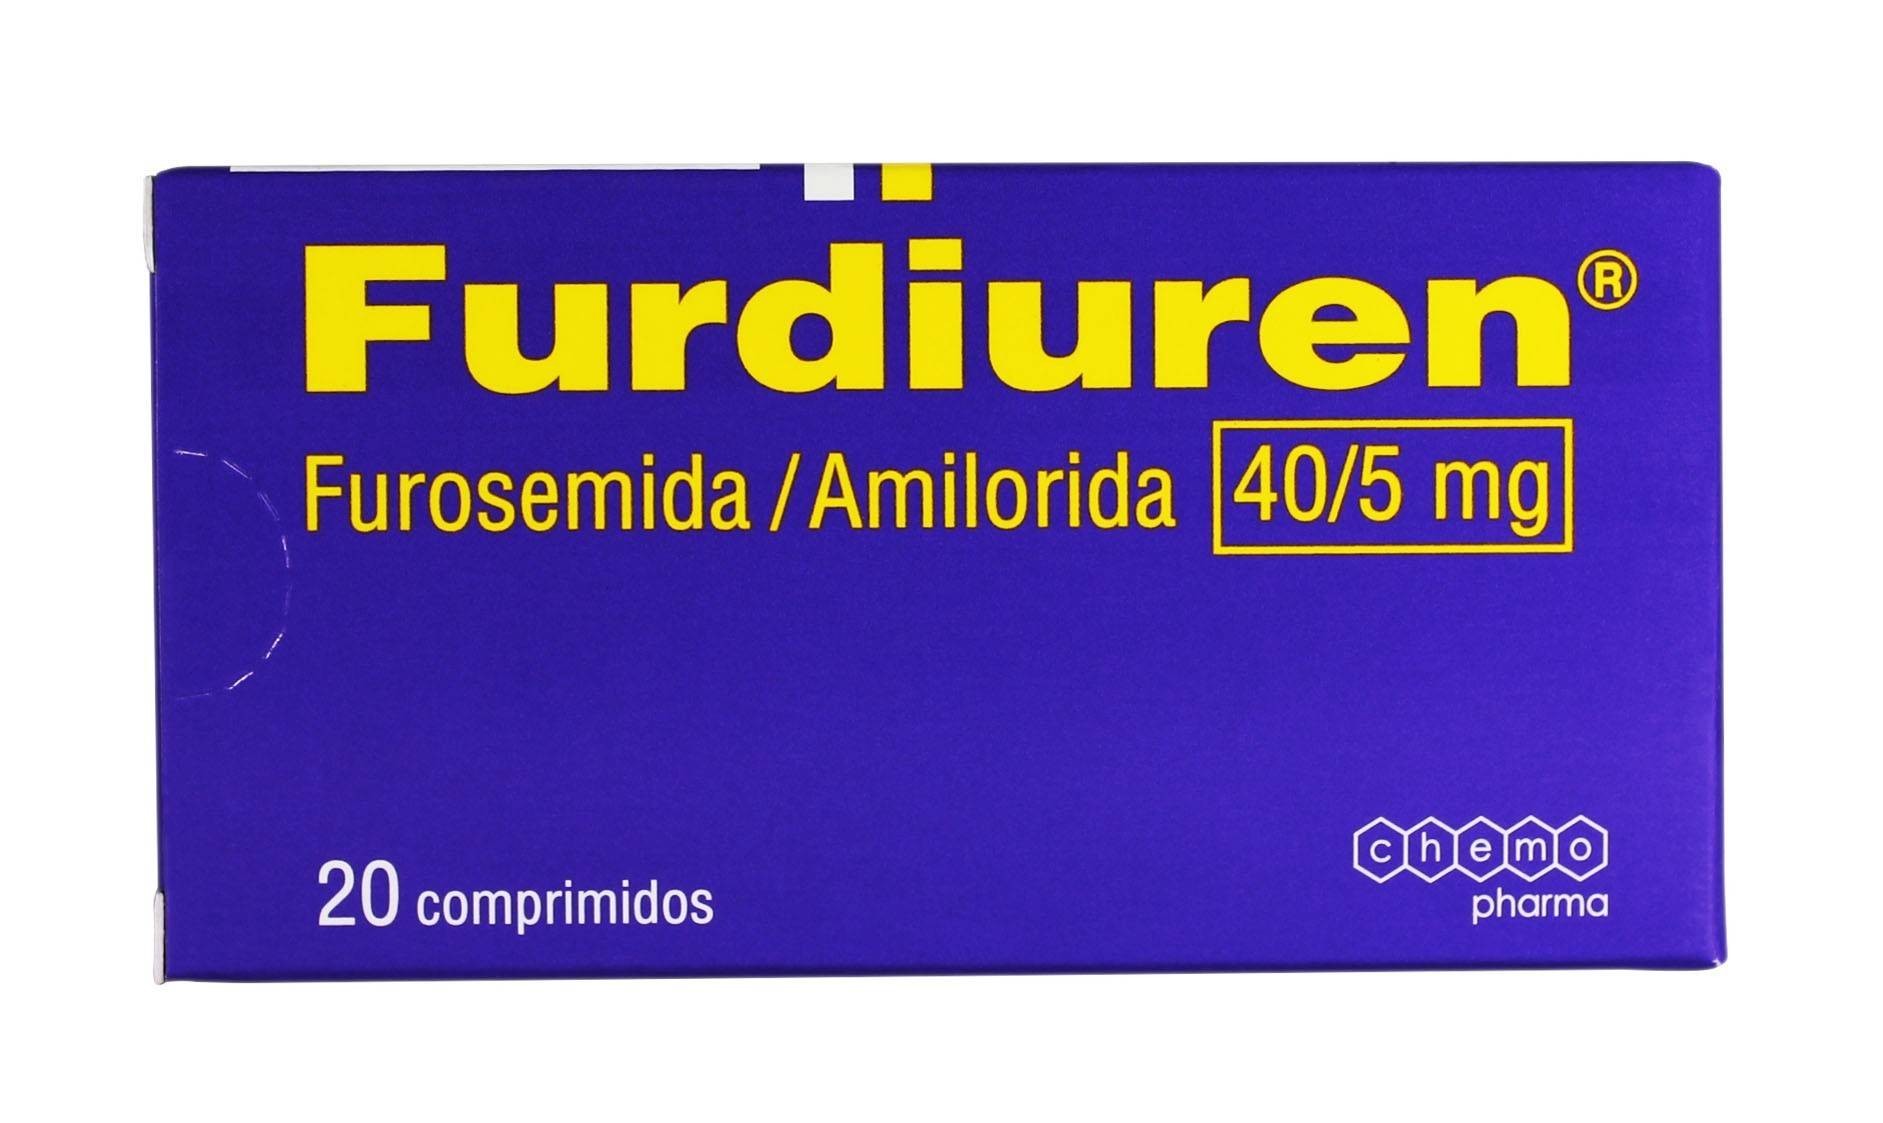 Furdiuren®
Furosemida / Amilorida 40/5 mg
20 comprimidos
chemo
pharma